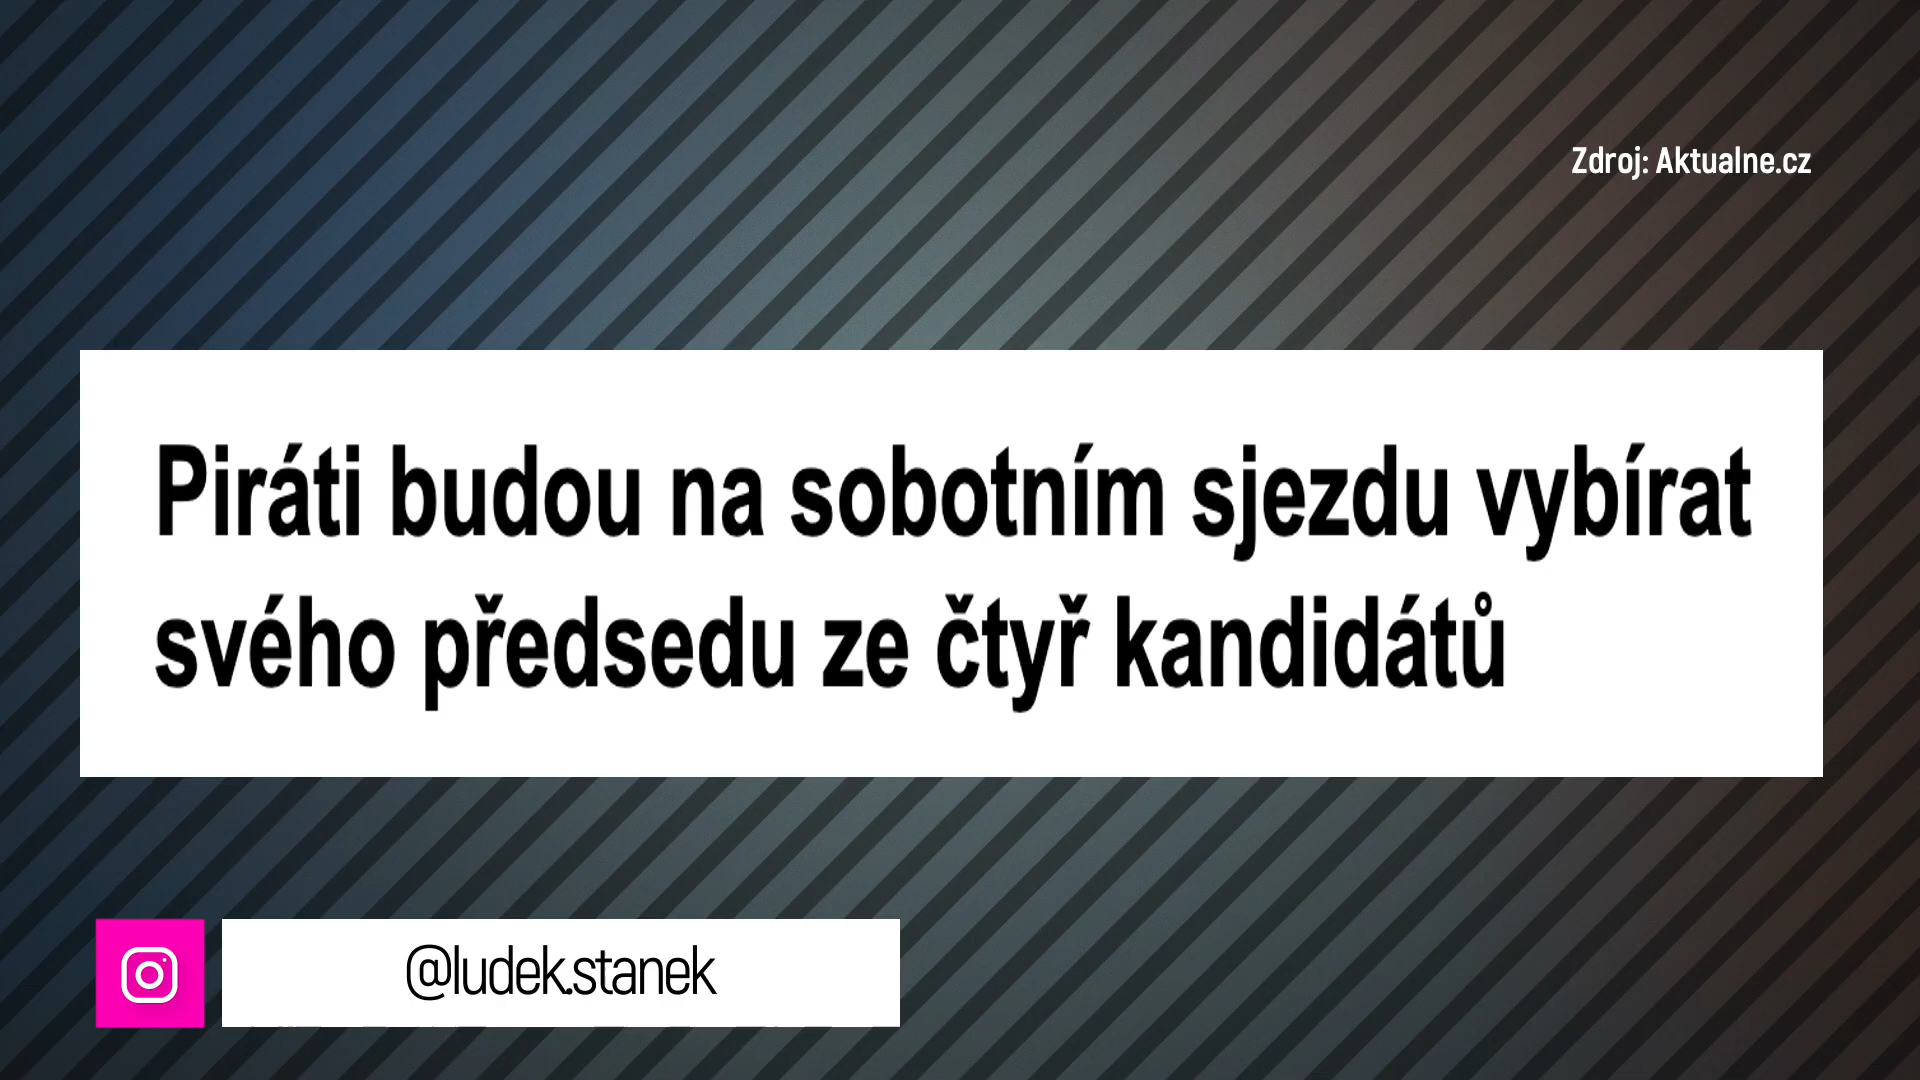 Zdroj: Aktualne.cz
Piráti budou na sobotním sjezdu vybírat
svého předsedu ze čtyř kandidátů
@ludek.stanek